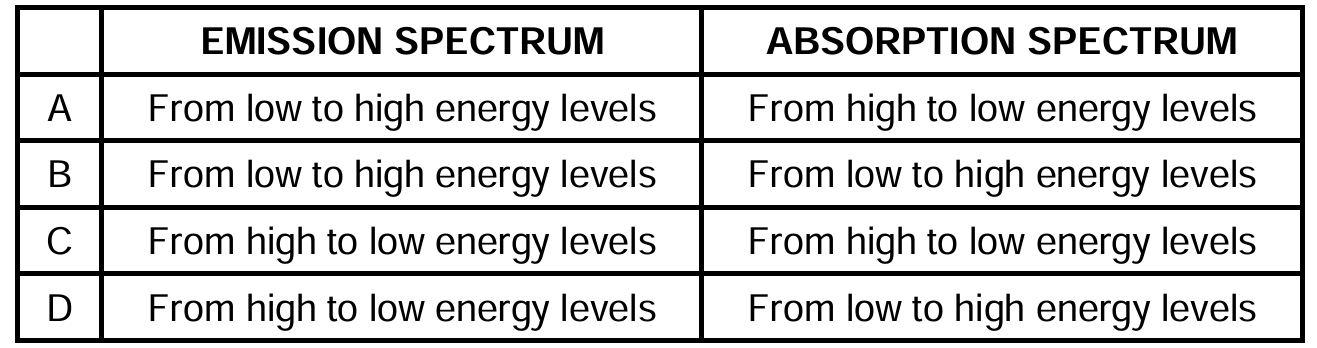 EMISSION SPECTRUM ABSORPTION SPECTRUM
A From low to high energy levels From high to low energy levels
B From low to high energy levels From low to high energy levels
C From high to low energy levels From high to low energy levels
D From high to low energy levels From low to high energy levels